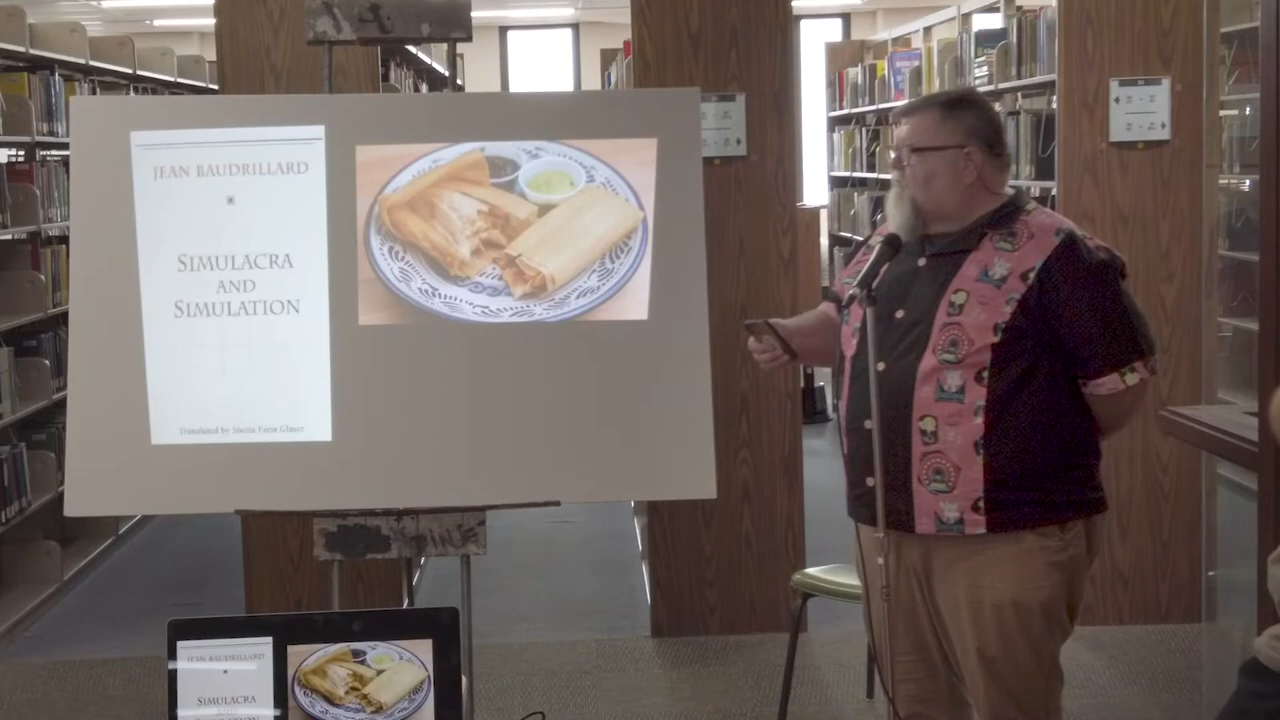 JEAN BAUDRILLARD
SIMULACRA
AND
SIMULATION
Translated by Sheila Faria Glaser
JEAN BAUDRILLARD
SIMULACRA